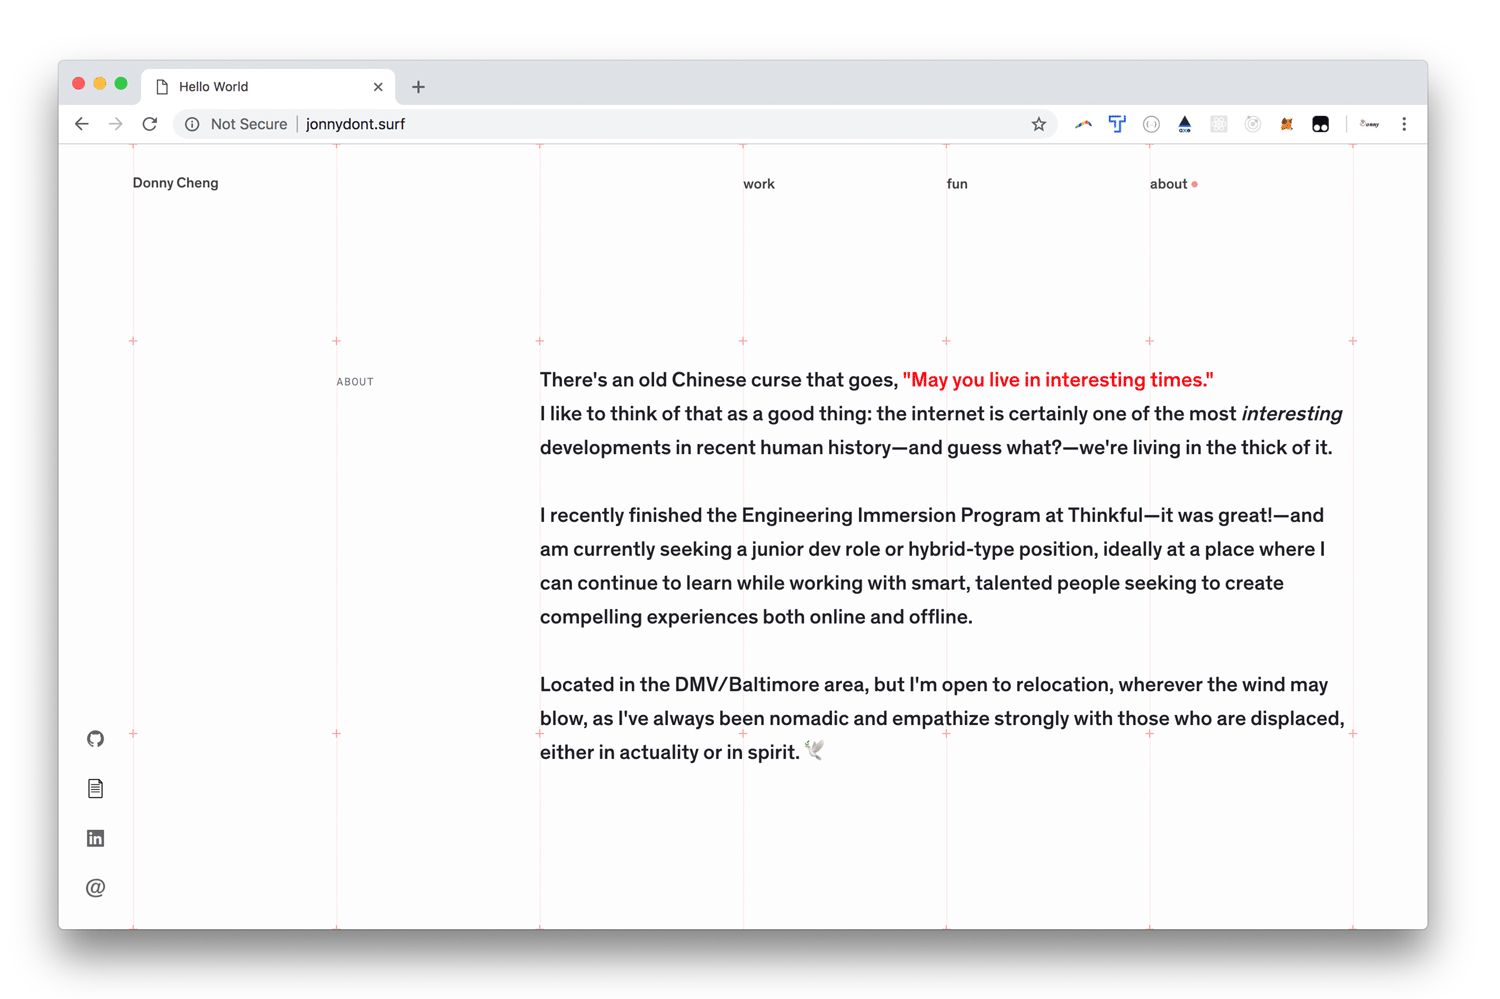 Hello World
Not Secure | jonnydont.surf
Donny Cheng
work
fun
about
ABOUT
There's an old Chinese curse that goes, "May you live in interesting times."
I like to think of that as a good thing: the internet is certainly one of the most interesting
developments in recent human history—and guess what?—we're living in the thick of it.
I recently finished the Engineering Immersion Program at Thinkful—it was great!—and
am currently seeking a junior dev role or hybrid-type position, ideally at a place where I
can continue to learn while working with smart, talented people seeking to create
compelling experiences both online and offline.
Located in the DMV/Baltimore area, but I'm open to relocation, wherever the wind may
blow, as I've always been nomadic and empathize strongly with those who are displaced,
either in actuality or in spirit. 🕊
in
@